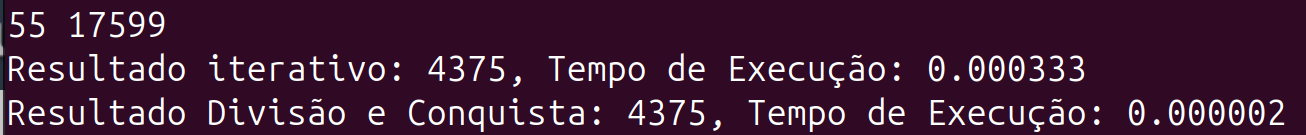 55 17599
Resultado iterativo: 4375, Tempo de Execução: 0.000333
Resultado Divisão e Conquista: 4375, Tempo de Execução: 0.000002